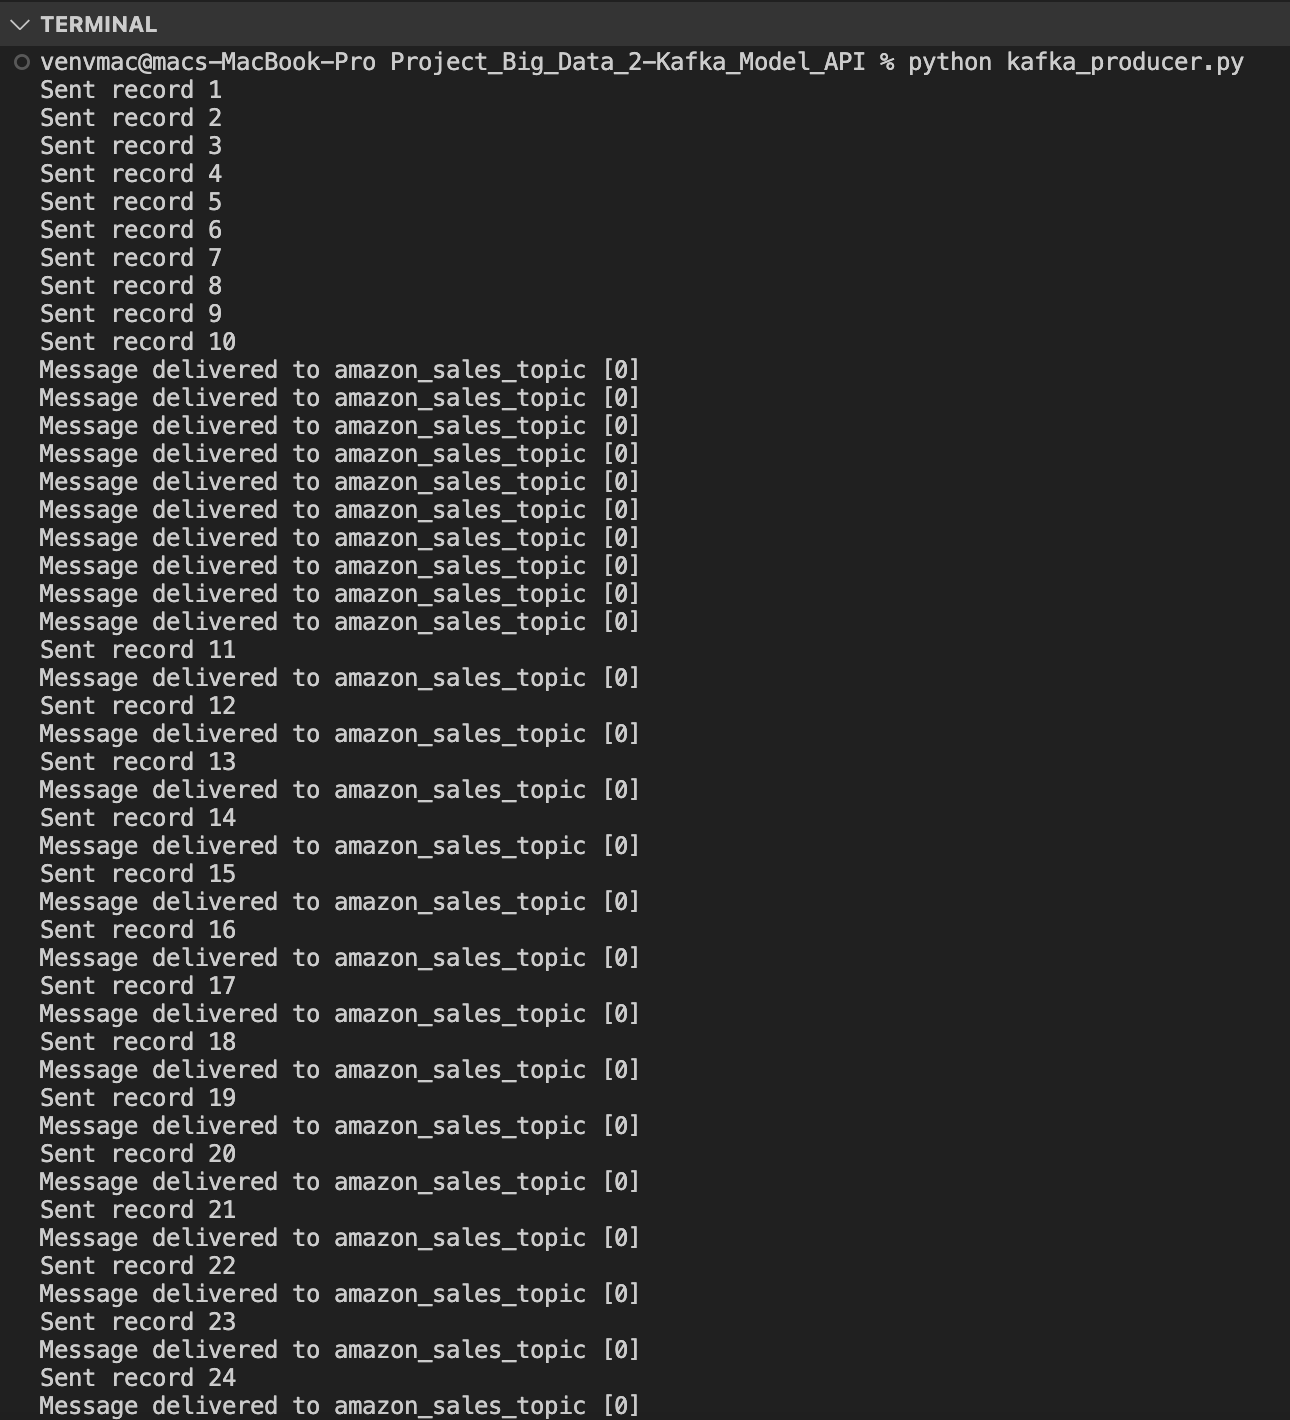 TERMINAL
venvmac@macs-MacBook-Pro Project_Big_Data_2-Kafka_Model_API % python kafka_producer.py
Sent record 1
Sent record 2
Sent record 3
Sent record 4
Sent record 5
Sent record 6
Sent record 7
Sent record 8
Sent record 9
Sent record 10
Message delivered to amazon_sales_topic [0]
Message delivered to amazon_sales_topic [0]
Message delivered to amazon_sales_topic [0]
Message delivered to amazon_sales_topic [0]
Message delivered to amazon_sales_topic [0]
Message delivered to amazon_sales_topic [0]
Message delivered to amazon_sales_topic [0]
Message delivered to amazon_sales_topic [0]
Message delivered to amazon_sales_topic [0]
Message delivered to amazon_sales_topic [0]
Sent record 11
Message delivered to amazon_sales_topic [0]
Sent record 12
Message delivered to amazon_sales_topic [0]
Sent record 13
Message delivered to amazon_sales_topic [0]
Sent record 14
Message delivered to amazon_sales_topic [0]
Sent record 15
Message delivered to amazon_sales_topic [0]
Sent record 16
Message delivered to amazon_sales_topic [0]
Sent record 17
Message delivered to amazon_sales_topic [0]
Sent record 18
Message delivered to amazon_sales_topic [0]
Sent record 19
Message delivered to amazon_sales_topic [0]
Sent record 20
Message delivered to amazon_sales_topic [0]
Sent record 21
Message delivered to amazon_sales_topic [0]
Sent record 22
Message delivered to amazon_sales_topic [0]
Sent record 23
Message delivered to amazon_sales_topic [0]
Sent record 24
Message delivered to amazon_sales_topic [0]